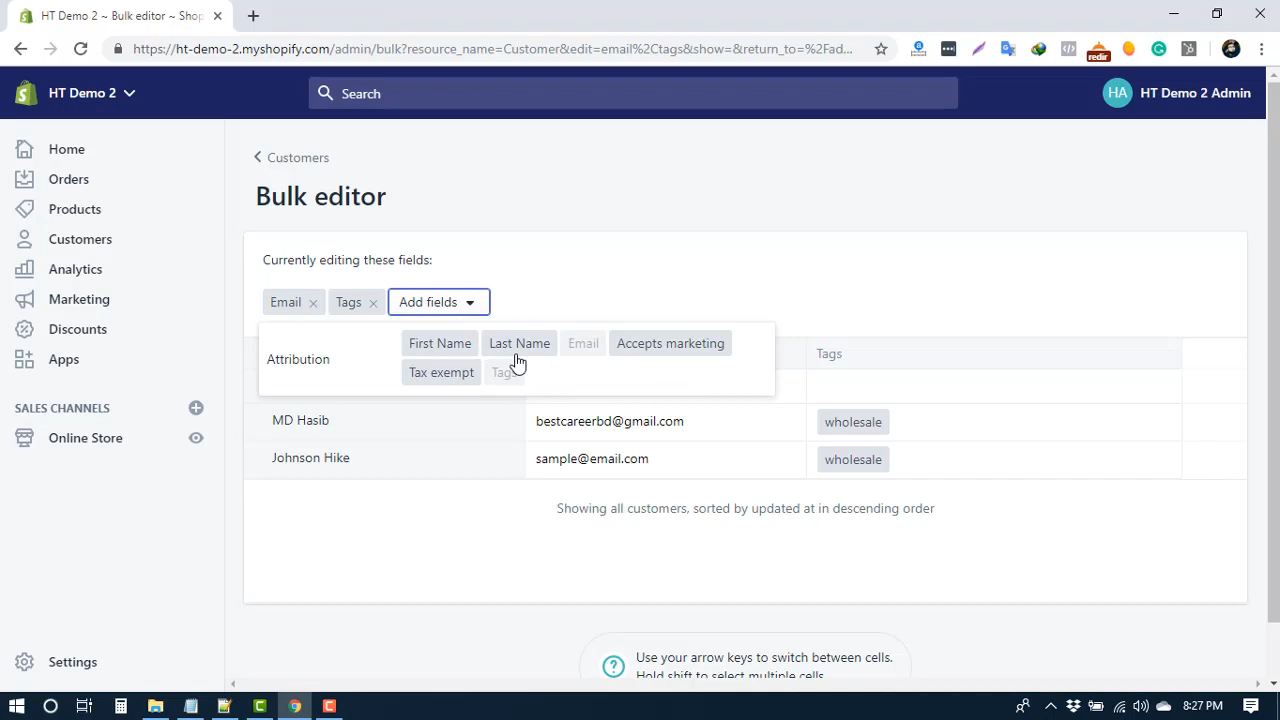 HT Demo 2 ~ Bulk editor ~ Shop
https://ht-demo-2.myshopify.com/admin/bulk?resource_name=Customer&edit=email%2Ctags&show=&return_to=%2Fad...
redir
HT Demo 2
Search
HA
HT Demo 2 Admin
Home
Orders
Products
Customers
Analytics
Marketing
Discounts
Apps
SALES CHANNELS
Online Store
Settings
Customers
Bulk editor
Currently editing these fields:
Email
Tags
Add fields
Attribution
First Name
Last Name
Email
Accepts marketing
Tax exempt
Tags
Tags
MD Hasib
bestcareerbd@gmail.com
wholesale
Johnson Hike
sample@email.com
wholesale
Showing all customers, sorted by updated at in descending order
Use your arrow keys to switch between cells.
Hold shift to select multiple cells.
8:27 PM